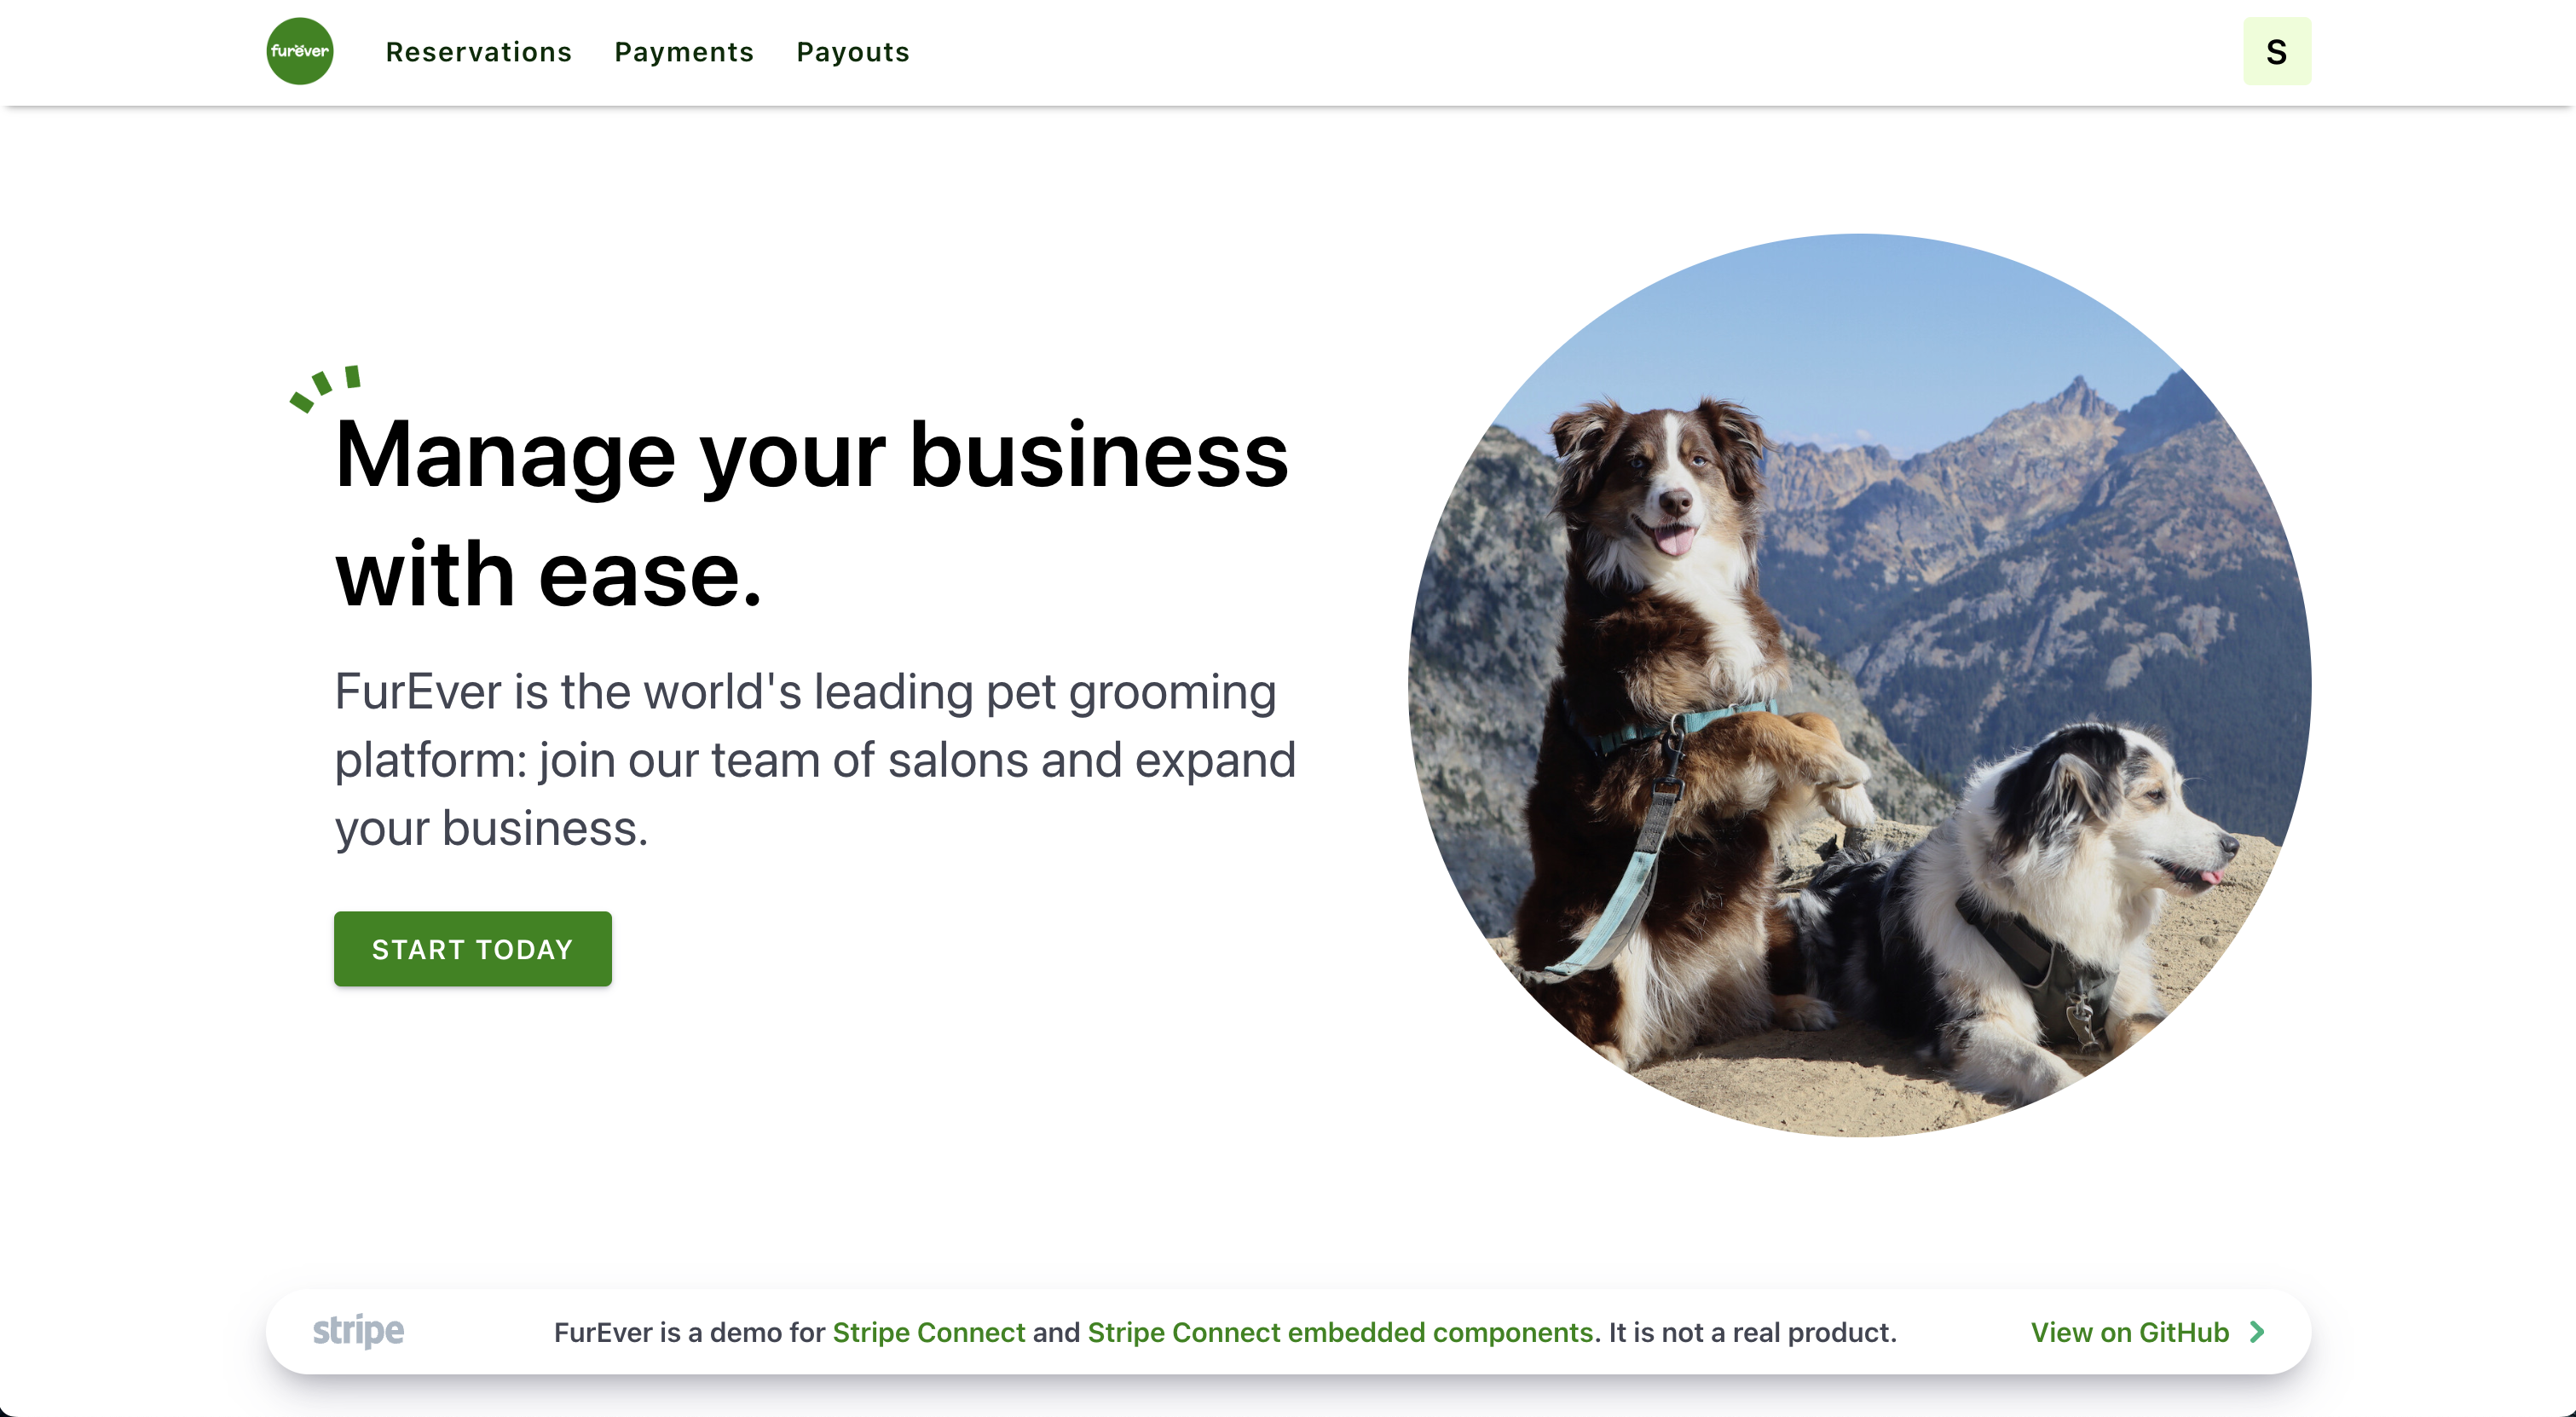 furever
Reservations
Payments
Payouts
S
Manage your business
with ease.
FurEver is the world's leading pet grooming
platform: join our team of salons and expand
your business.
START TODAY
stripe
FurEver is a demo for Stripe Connect and Stripe Connect embedded components. It is not a real product.
View on GitHub